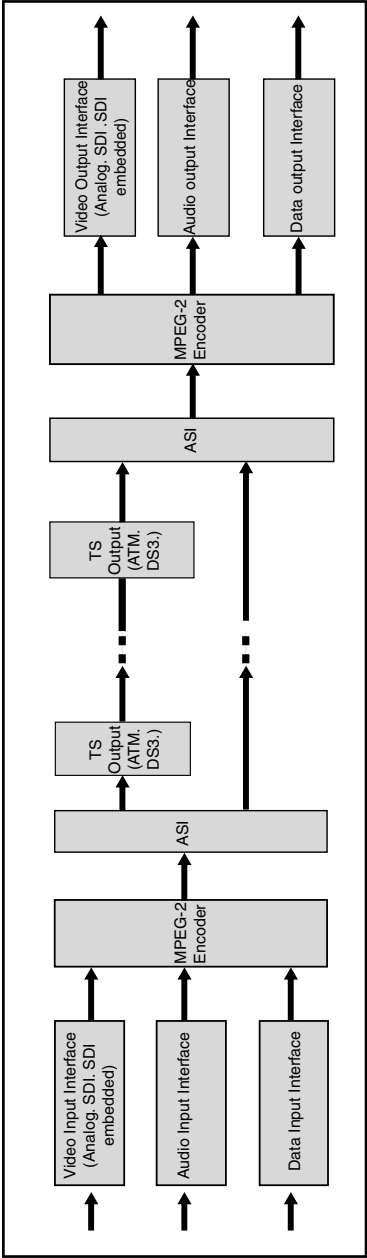 Video Input Interface
(Analog. SDI. SDI
embedded)
Audio Input Interface
Data Input Interface
MPEG-2
Encoder
ASI
TS
Output
(ATM.
DS3.)
TS
Output
(ATM.
DS3.)
ASI
MPEG-2
Encoder
Video Output Interface
(Analog. SDI .SDI
embedded)
Audio output Interface
Data output Interface